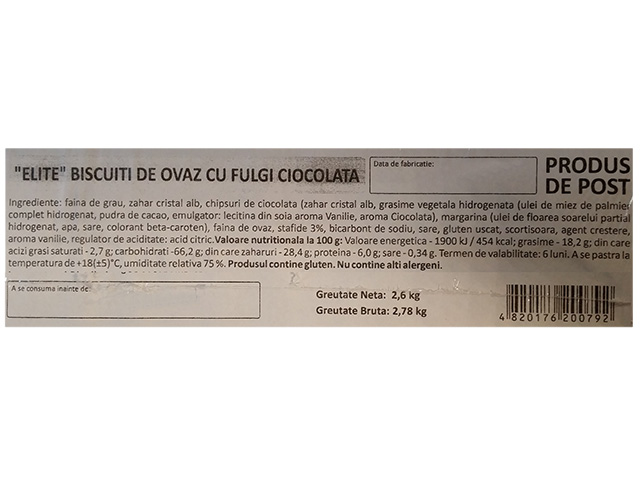 "ELITE" BISCUITI DE OVAZ CU FULGI CIOCOLATA
Data de fabricatie:
PRODUS
DE POST
Ingrediente: faina de grau, zahar cristal alb, chipsuri de ciocolata (zahar cristal alb, grasime vegetala hidrogenata (ulei de miez de palmier
complet hidrogenat, pudra de cacao, emulgator: lecitina din soia aroma Vanilie, aroma Ciocolata), margarina (ulei de floarea soarelui partial
hidrogenat, apa, sare, colorant beta-caroten), faina de ovaz, stafide 3%, bicarbont de sodiu, sare, gluten uscat, scortisoara, agent crestere,
aroma vanilie, regulator de aciditate: acid citric. Valoare nutritionala la 100 g: Valoare energetica - 1900 kJ / 454 kcal; grasime - 18,2 g; din care
acizi grasi saturati - 2,7 g; carbohidrati -66,2 g; din care zaharuri - 28,4 g; proteina - 6,0 g; sare - 0,34 g. Termen de valabilitate: 6 luni. A se pastra la
temperatura de +18(±5)°C, umiditate relativa 75 %. Produsul contine gluten. Nu contine alti alergeni.
A se consuma inainte de:
Greutate Neta: 2,6 kg
Greutate Bruta: 2,78 kg
4 820176 200792